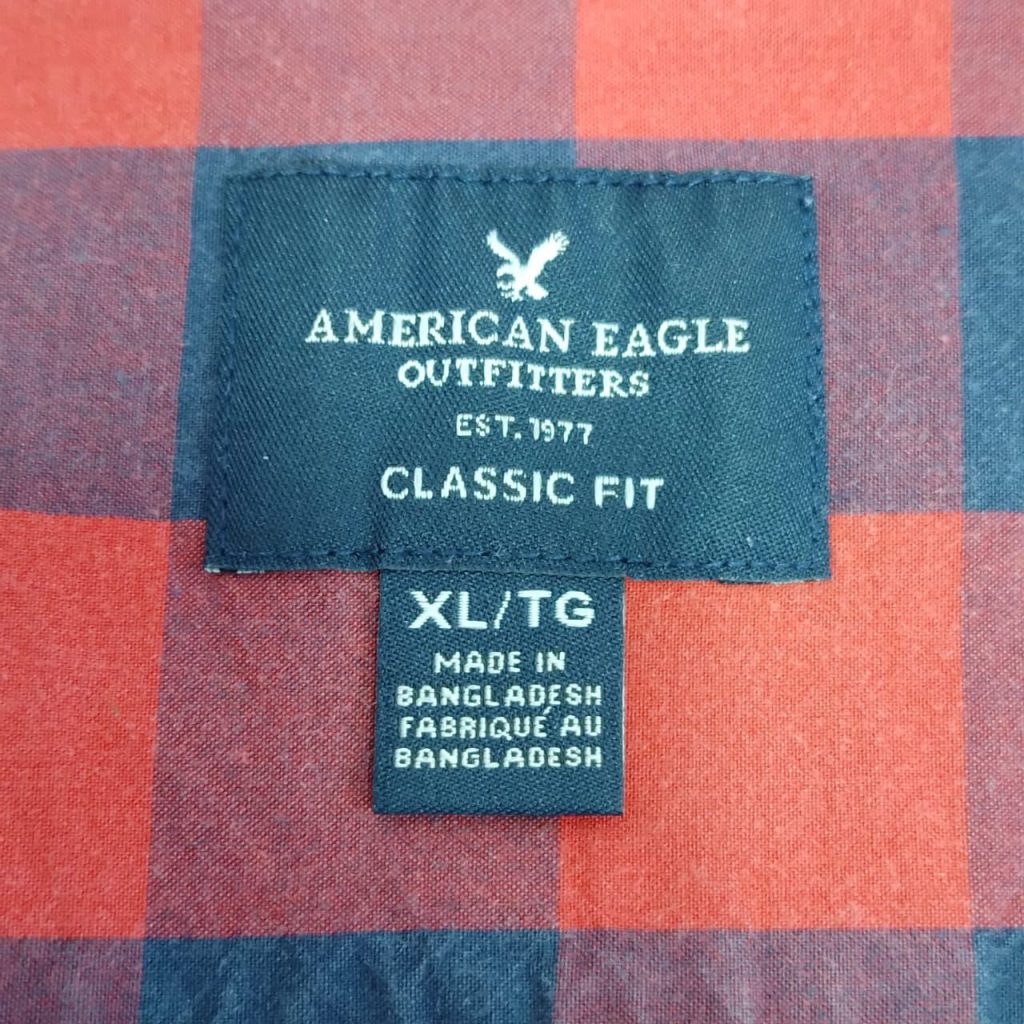 AMERICAN EAGLE
OUTFITTERS
EST. 1977
CLASSIC FIT
XL/TG
MADE IN
BANGLADESH
FABRIQUÉ AU
BANGLADESH